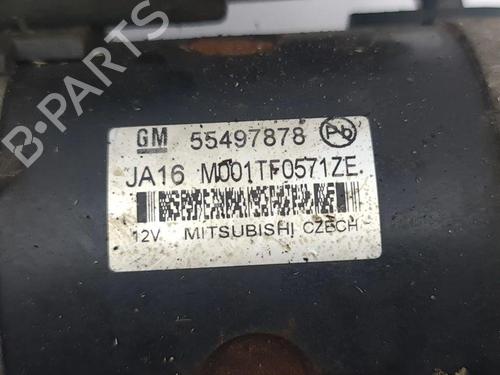 GM 55497878 Pb
JA16 M001TF0571ZE
12V MITSUBISHI CZECH
B-PARTS